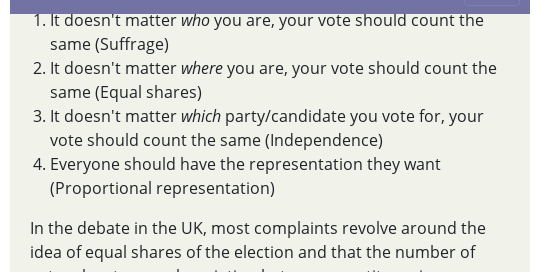 1. It doesn't matter who you are, your vote should count the
same (Suffrage)
2. It doesn't matter where you are, your vote should count the
same (Equal shares)
3. It doesn't matter which party/candidate you vote for, your
vote should count the same (Independence)
4. Everyone should have the representation they want
(Proportional representation)
In the debate in the UK, most complaints revolve around the
idea of equal shares of the election and that the number of